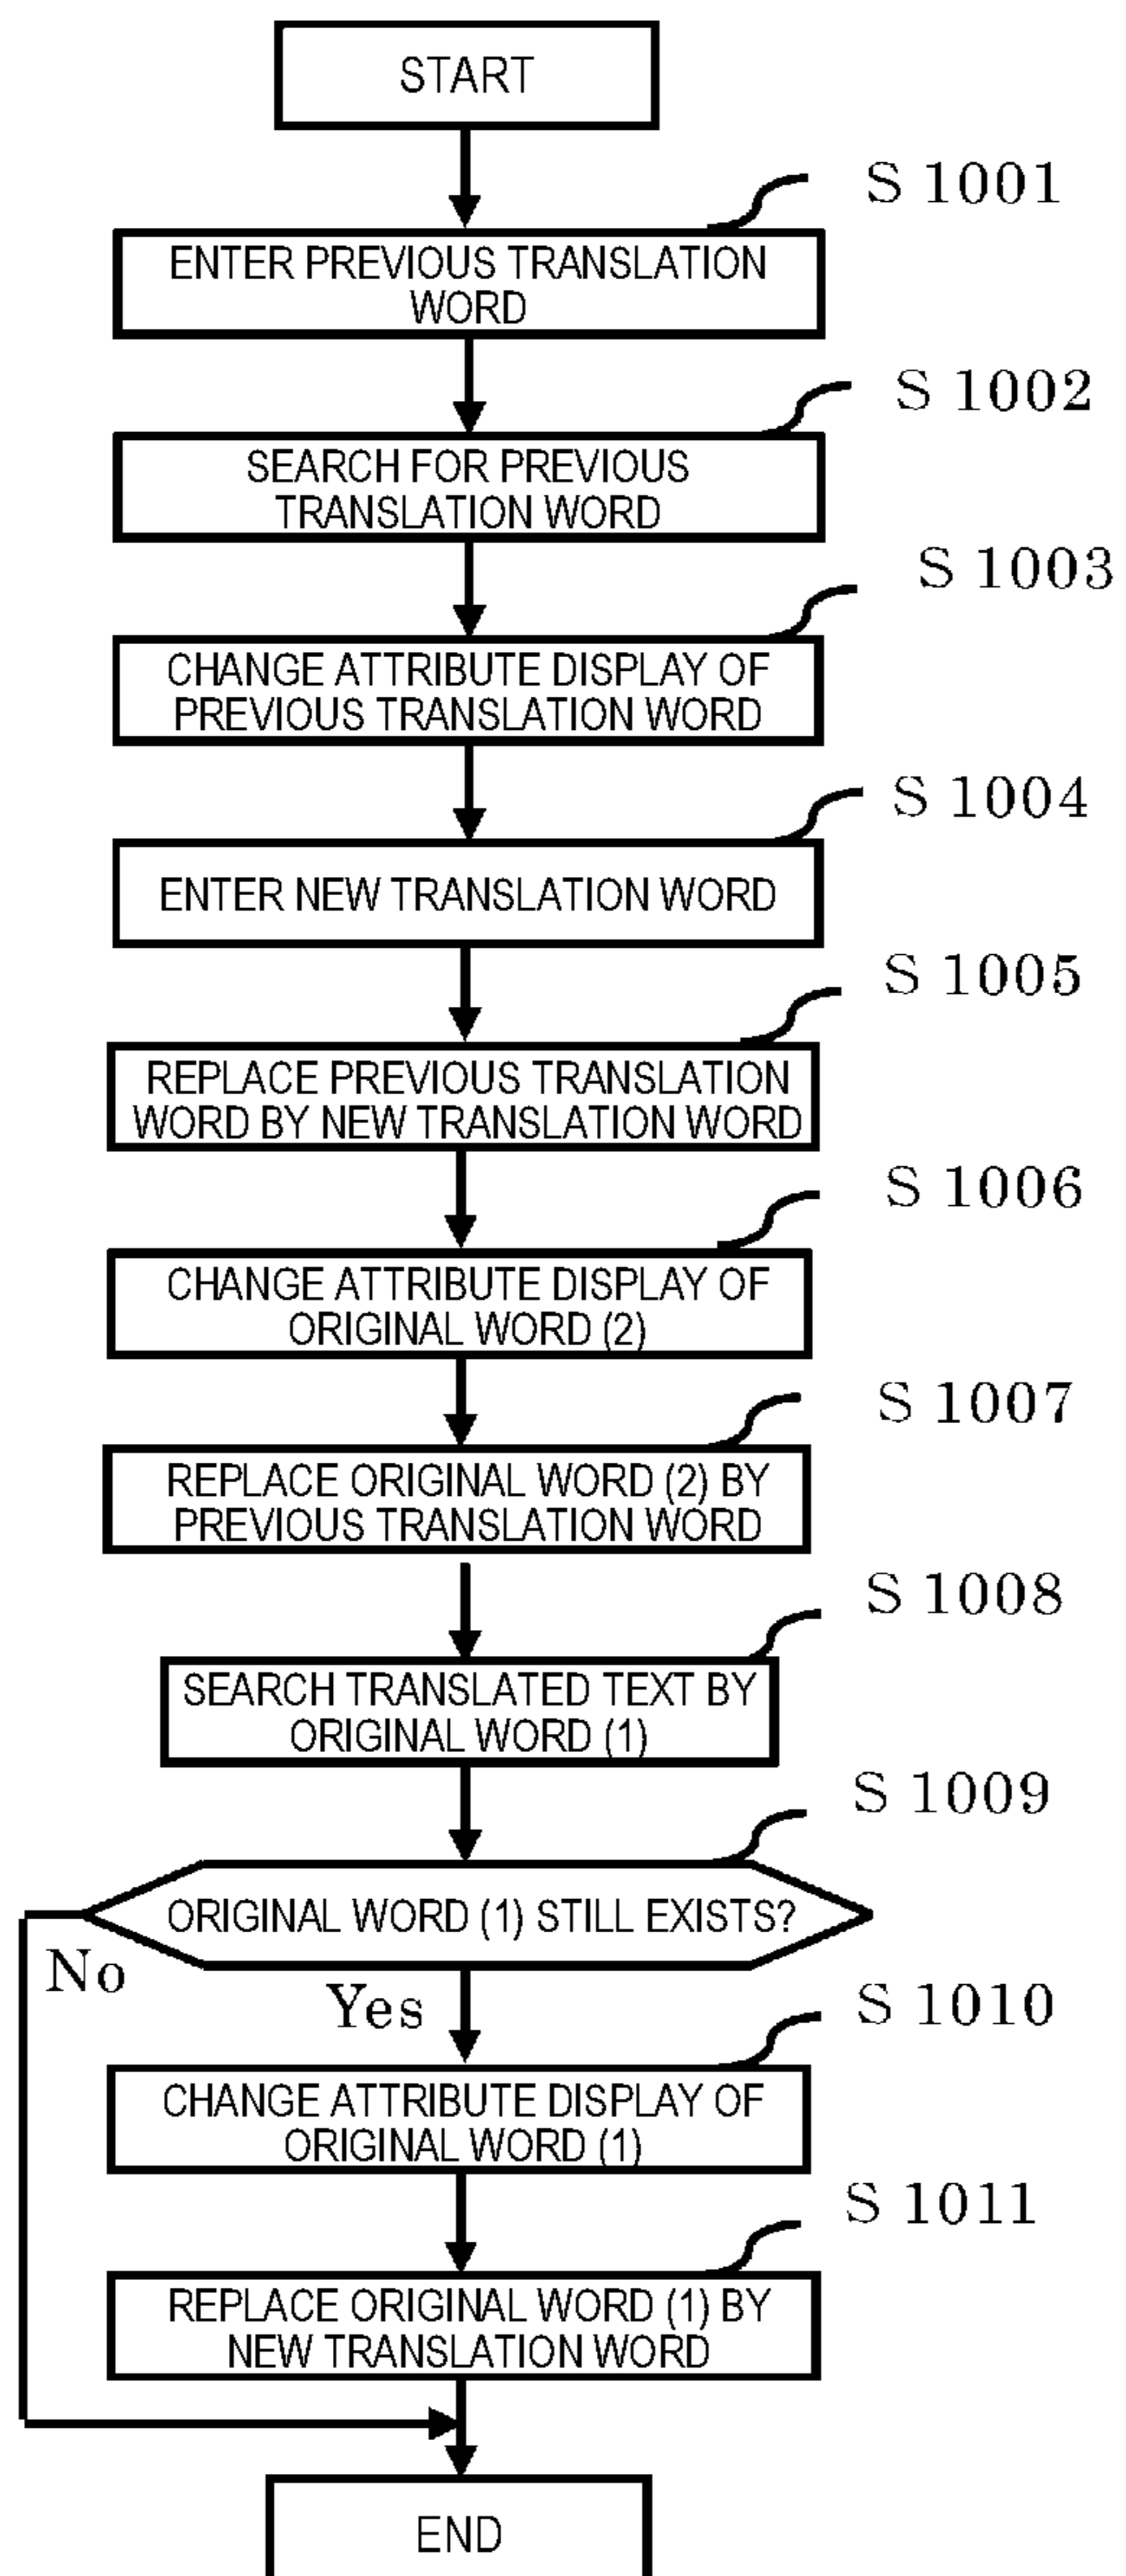 START
S 1001
ENTER PREVIOUS TRANSLATION
WORD
S 1002
SEARCH FOR PREVIOUS
TRANSLATION WORD
S 1003
CHANGE ATTRIBUTE DISPLAY OF
PREVIOUS TRANSLATION WORD
S 1004
ENTER NEW TRANSLATION WORD
S 1005
REPLACE PREVIOUS TRANSLATION
WORD BY NEW TRANSLATION WORD
S 1006
CHANGE ATTRIBUTE DISPLAY OF
ORIGINAL WORD (2)
S 1007
REPLACE ORIGINAL WORD (2) BY
PREVIOUS TRANSLATION WORD
S 1008
SEARCH TRANSLATED TEXT BY
ORIGINAL WORD (1)
S 1009
ORIGINAL WORD (1) STILL EXISTS?
No
Yes
S 1010
CHANGE ATTRIBUTE DISPLAY OF
ORIGINAL WORD (1)
S 1011
REPLACE ORIGINAL WORD (1) BY
NEW TRANSLATION WORD
END